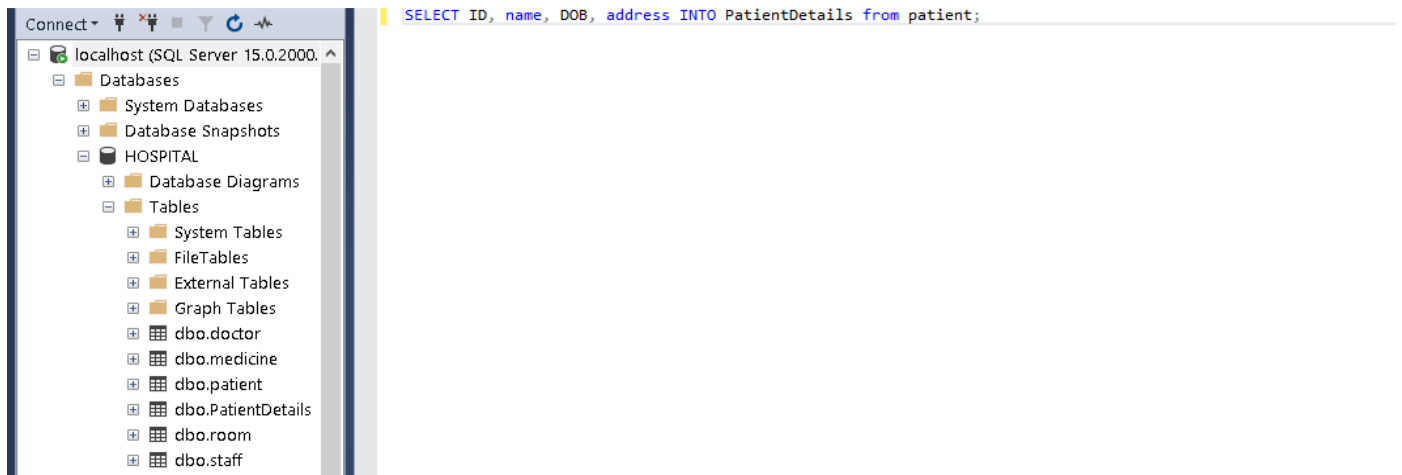 Connect
localhost (SQL Server 15.0.2000.
Databases
System Databases
Database Snapshots
HOSPITAL
Database Diagrams
Tables
System Tables
FileTables
External Tables
Graph Tables
dbo.doctor
dbo.medicine
dbo.patient
dbo.PatientDetails
dbo.room
dbo.staff
SELECT ID, name, DOB, address INTO PatientDetails from patient;